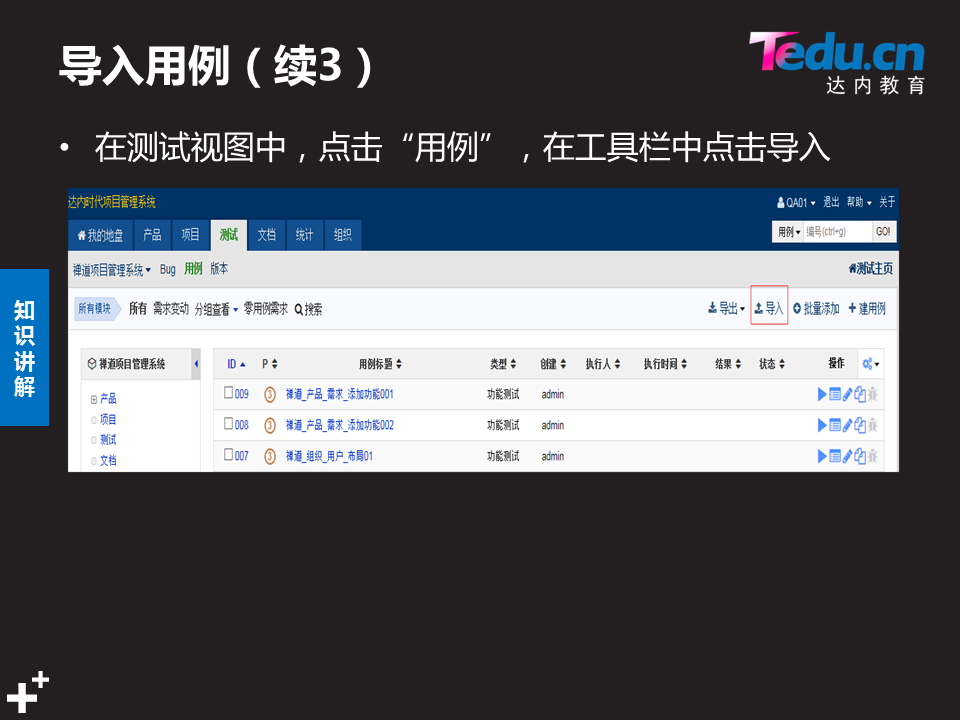 导入用例（续3）
Tedu.cn
达内教育
• 在测试视图中，点击“用例”，在工具栏中点击导入
达内时代项目管理系统
QA01 退出 帮助 关于
我的地盘 产品 项目 测试 文档 统计 组织
用例 编号(ctrl+g) GO!
禅道项目管理系统 Bug 用例 版本
测试主页
所有模块 所有 需求变动 分组查看 零用例需求 搜索
导出 导入 批量添加 建用例
禅道项目管理系统
产品
项目
测试
文档
ID P 用例标题 类型 创建 执行人 执行时间 结果 状态 操作
009 3 禅道_产品_需求_添加功能001 功能测试 admin
008 3 禅道_产品_需求_添加功能002 功能测试 admin
007 3 禅道_组织_用户_布局01 功能测试 admin
知识讲解